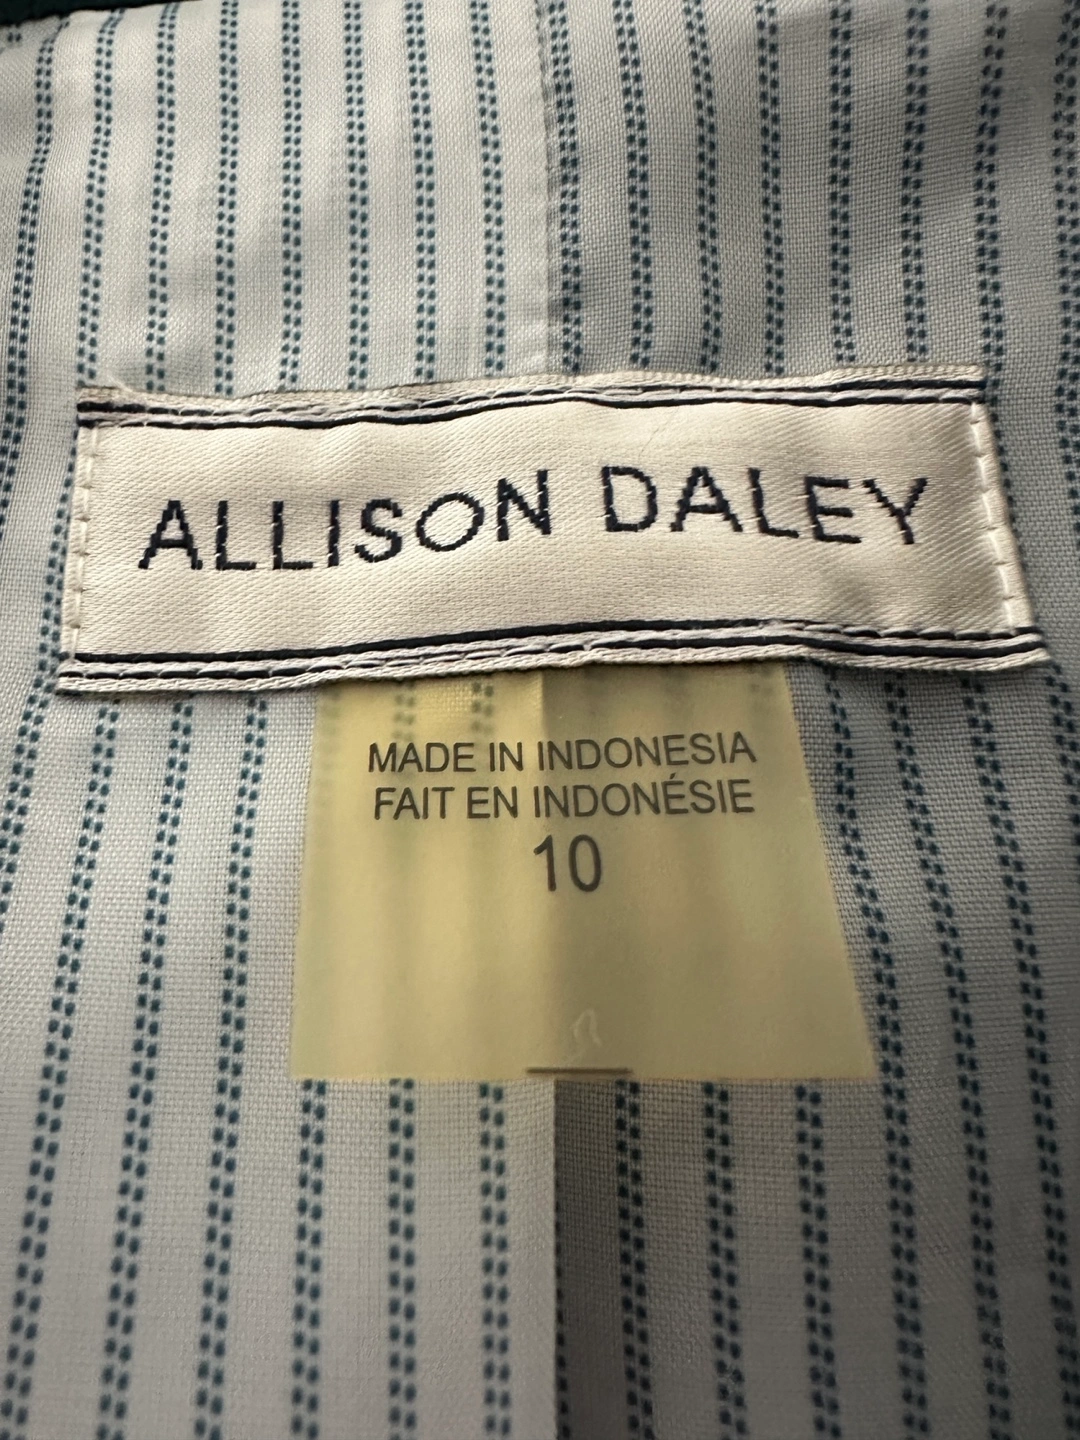 ALLISON DALEY
MADE IN INDONESIA
FAIT EN INDONÉSIE
10